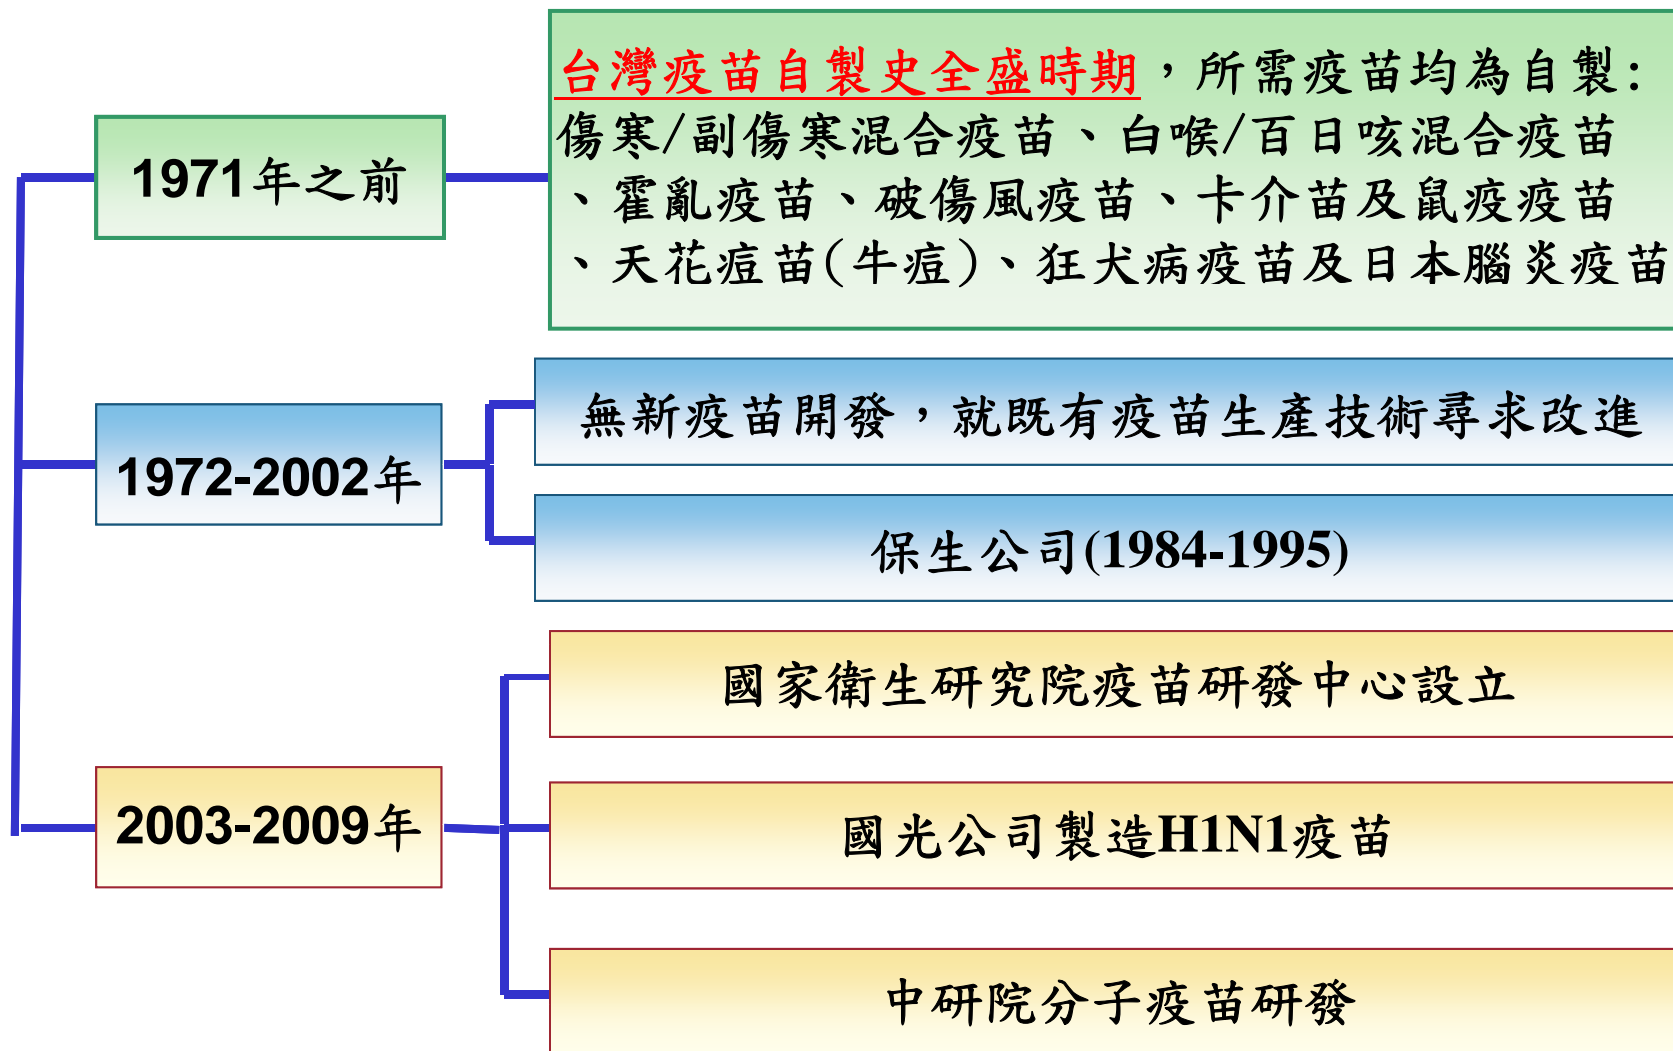 1971年之前
台灣疫苗自製史全盛時期，所需疫苗均為自製:
傷寒/副傷寒混合疫苗、白喉/百日咳混合疫苗
、霍亂疫苗、破傷風疫苗、卡介苗及鼠疫疫苗
、天花痘苗(牛痘)、狂犬病疫苗及日本腦炎疫苗
1972-2002年
無新疫苗開發，就既有疫苗生產技術尋求改進
保生公司(1984-1995)
2003-2009年
國家衛生研究院疫苗研發中心設立
國光公司製造H1N1疫苗
中研院分子疫苗研發